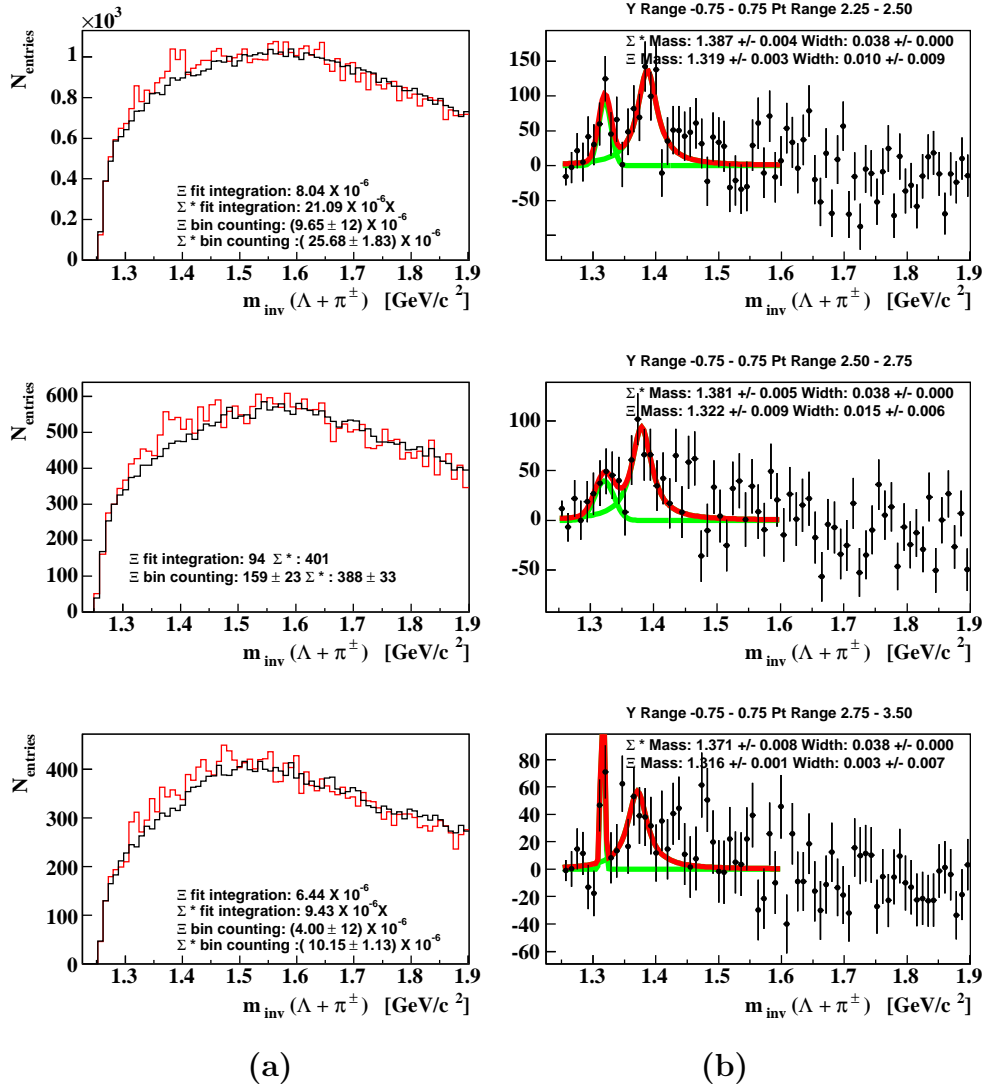 ×10³
N entries
1
0.8
0.6
0.4
0.2
0
Ξ fit integration: 8.04 X 10⁻⁶
Σ * fit integration: 21.09 X 10⁻⁶X
Ξ bin counting: (9.65 ± 12) X 10⁻⁶
Σ * bin counting :( 25.68 ± 1.83) X 10⁻⁶
1.3 1.4 1.5 1.6 1.7 1.8 1.9
m inv (Λ + π±) [GeV/c ²]
Y Range -0.75 - 0.75 Pt Range 2.25 - 2.50
Σ * Mass: 1.387 +/- 0.004 Width: 0.038 +/- 0.000
Ξ Mass: 1.319 +/- 0.003 Width: 0.010 +/- 0.009
150
100
50
0
-50
1.3 1.4 1.5 1.6 1.7 1.8 1.9
m inv (Λ + π±) [GeV/c ²]
N entries
600
500
400
300
200
100
0
Ξ fit integration: 94 Σ * : 401
Ξ bin counting: 159 ± 23 Σ * : 388 ± 33
1.3 1.4 1.5 1.6 1.7 1.8 1.9
m inv (Λ + π±) [GeV/c ²]
Y Range -0.75 - 0.75 Pt Range 2.50 - 2.75
Σ * Mass: 1.381 +/- 0.005 Width: 0.038 +/- 0.000
Ξ Mass: 1.322 +/- 0.009 Width: 0.015 +/- 0.006
100
50
0
-50
1.3 1.4 1.5 1.6 1.7 1.8 1.9
m inv (Λ + π±) [GeV/c ²]
N entries
400
300
200
100
0
Ξ fit integration: 6.44 X 10⁻⁶
Σ * fit integration: 9.43 X 10⁻⁶X
Ξ bin counting: (4.00 ± 12) X 10⁻⁶
Σ * bin counting :( 10.15 ± 1.13) X 10⁻⁶
1.3 1.4 1.5 1.6 1.7 1.8 1.9
m inv (Λ + π±) [GeV/c ²]
Y Range -0.75 - 0.75 Pt Range 2.75 - 3.50
Σ * Mass: 1.371 +/- 0.008 Width: 0.038 +/- 0.000
Ξ Mass: 1.316 +/- 0.001 Width: 0.003 +/- 0.007
80
60
40
20
0
-20
-40
-60
1.3 1.4 1.5 1.6 1.7 1.8 1.9
m inv (Λ + π±) [GeV/c ²]
(a)
(b)